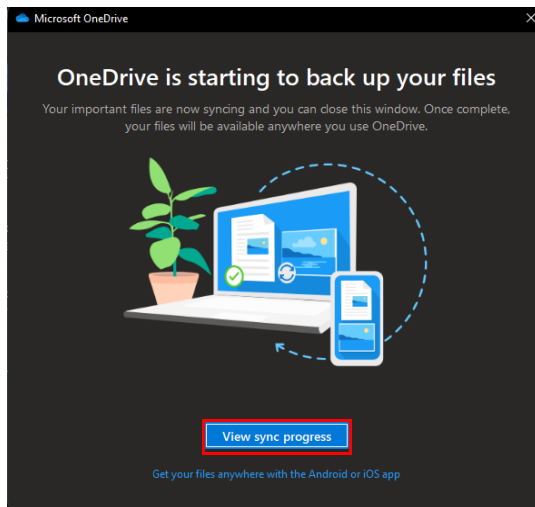 Microsoft OneDrive
OneDrive is starting to back up your files
Your important files are now syncing and you can close this window. Once complete,
your files will be available anywhere you use OneDrive.
View sync progress
Get your files anywhere with the Android or iOS app